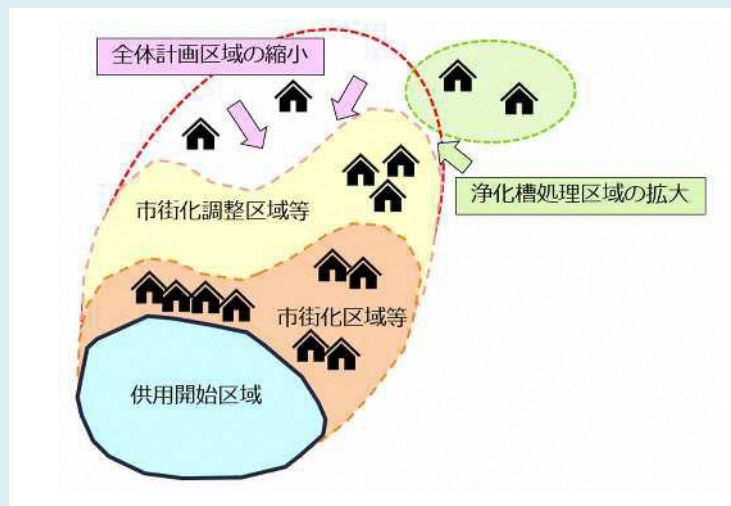 全体計画区域の縮小
浄化槽処理区域の拡大
市街化調整区域等
市街化区域等
供用開始区域